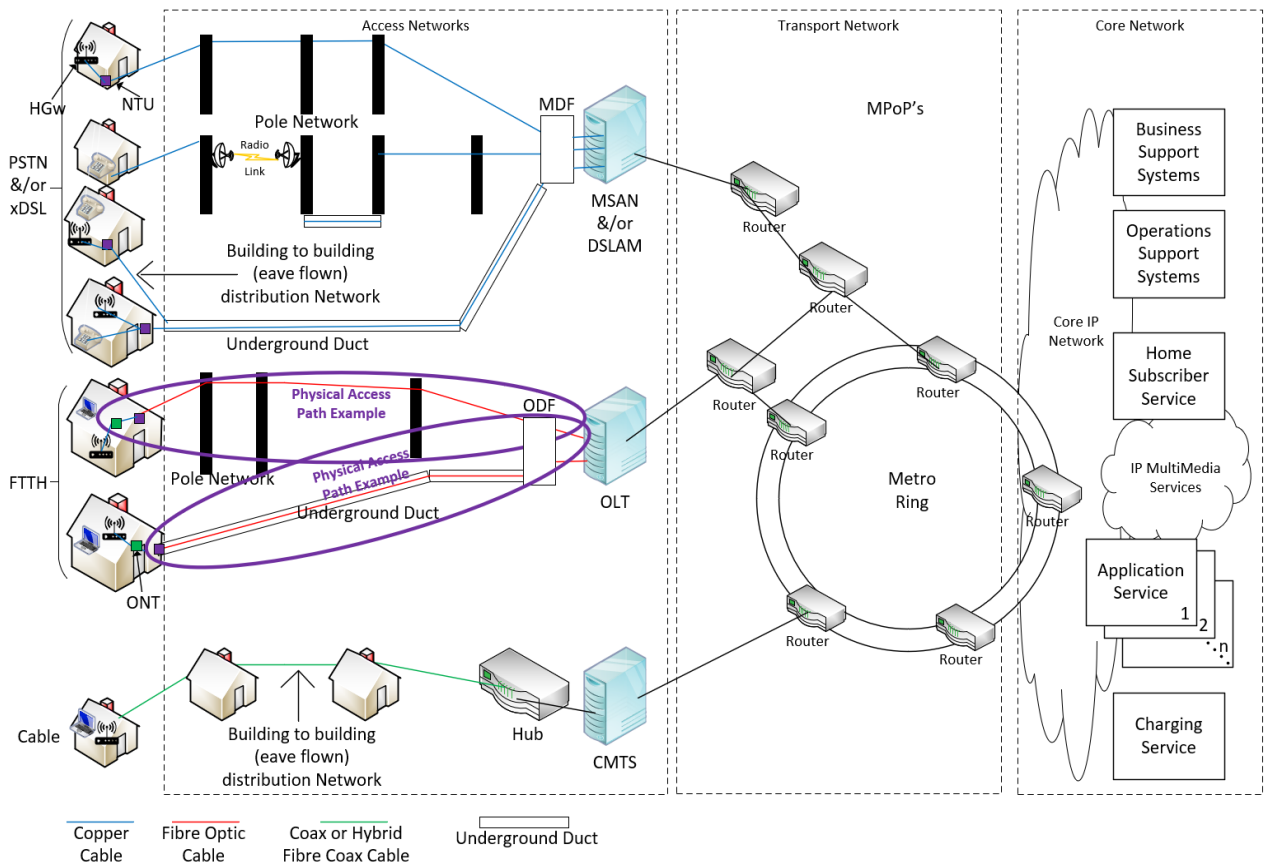 Access Networks
Transport Network
Core Network
HGw
NTU
Pole Network
MDF
MPoP's
Radio
Link
PSTN
&/or
xDSL
MSAN
&/or
DSLAM
Router
Router
Building to building
(eave flown)
distribution Network
Underground Duct
Business
Support
Systems
Operations
Support
Systems
Core IP
Network
Home
Subscriber
Service
Router
Router
Router
Router
Physical Access
Path Example
ODF
Pole Network
Physical Access
Path Example
Underground Duct
OLT
FTTH
ONT
Metro
Ring
IP MultiMedia
Services
Application
Service
1
2
n
Router
Router
Cable
Building to building
(eave flown)
distribution Network
Hub
CMTS
Charging
Service
Copper
Cable
Fibre Optic
Cable
Coax or Hybrid
Fibre Coax Cable
Underground Duct